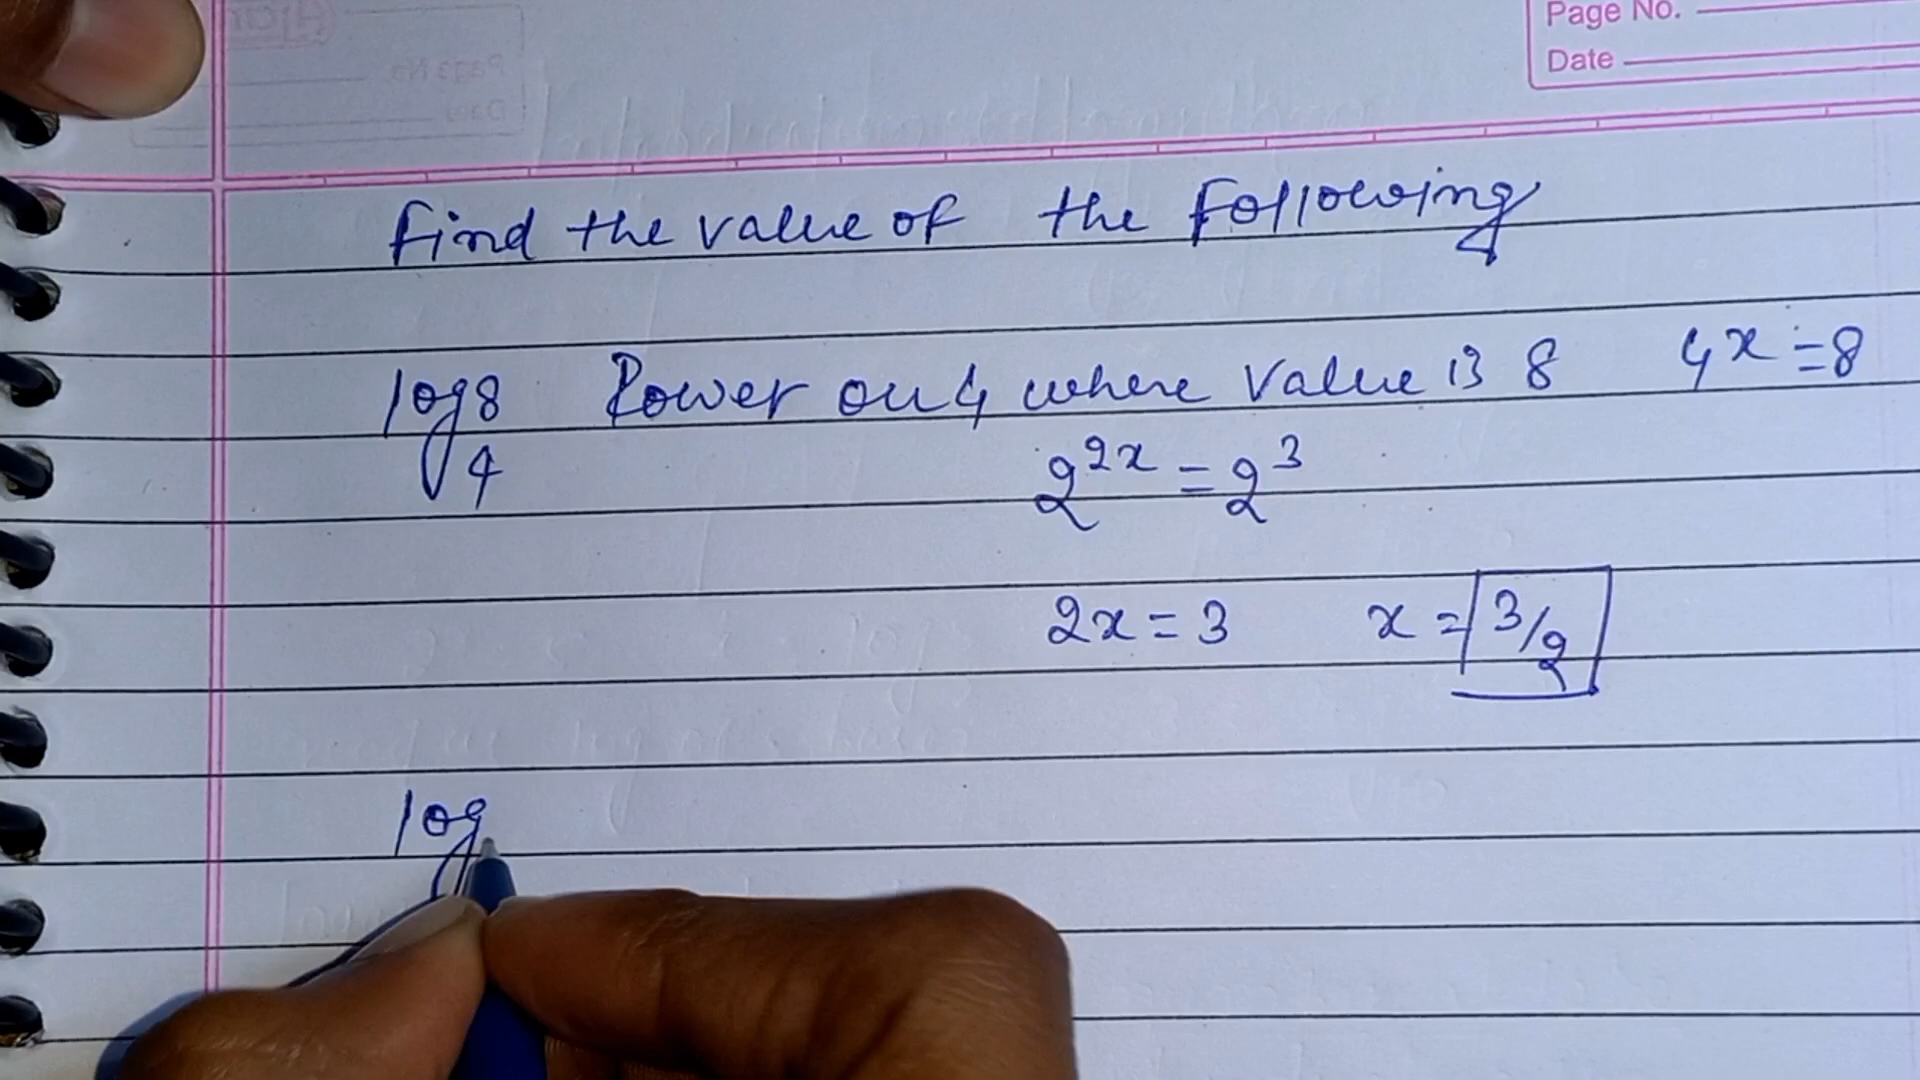 Page No.
Date
find the value of the following
log₄8 Power on 4 where value is 8 4ˣ = 8
2²ˣ = 2³
2x = 3 x = 3/2
log